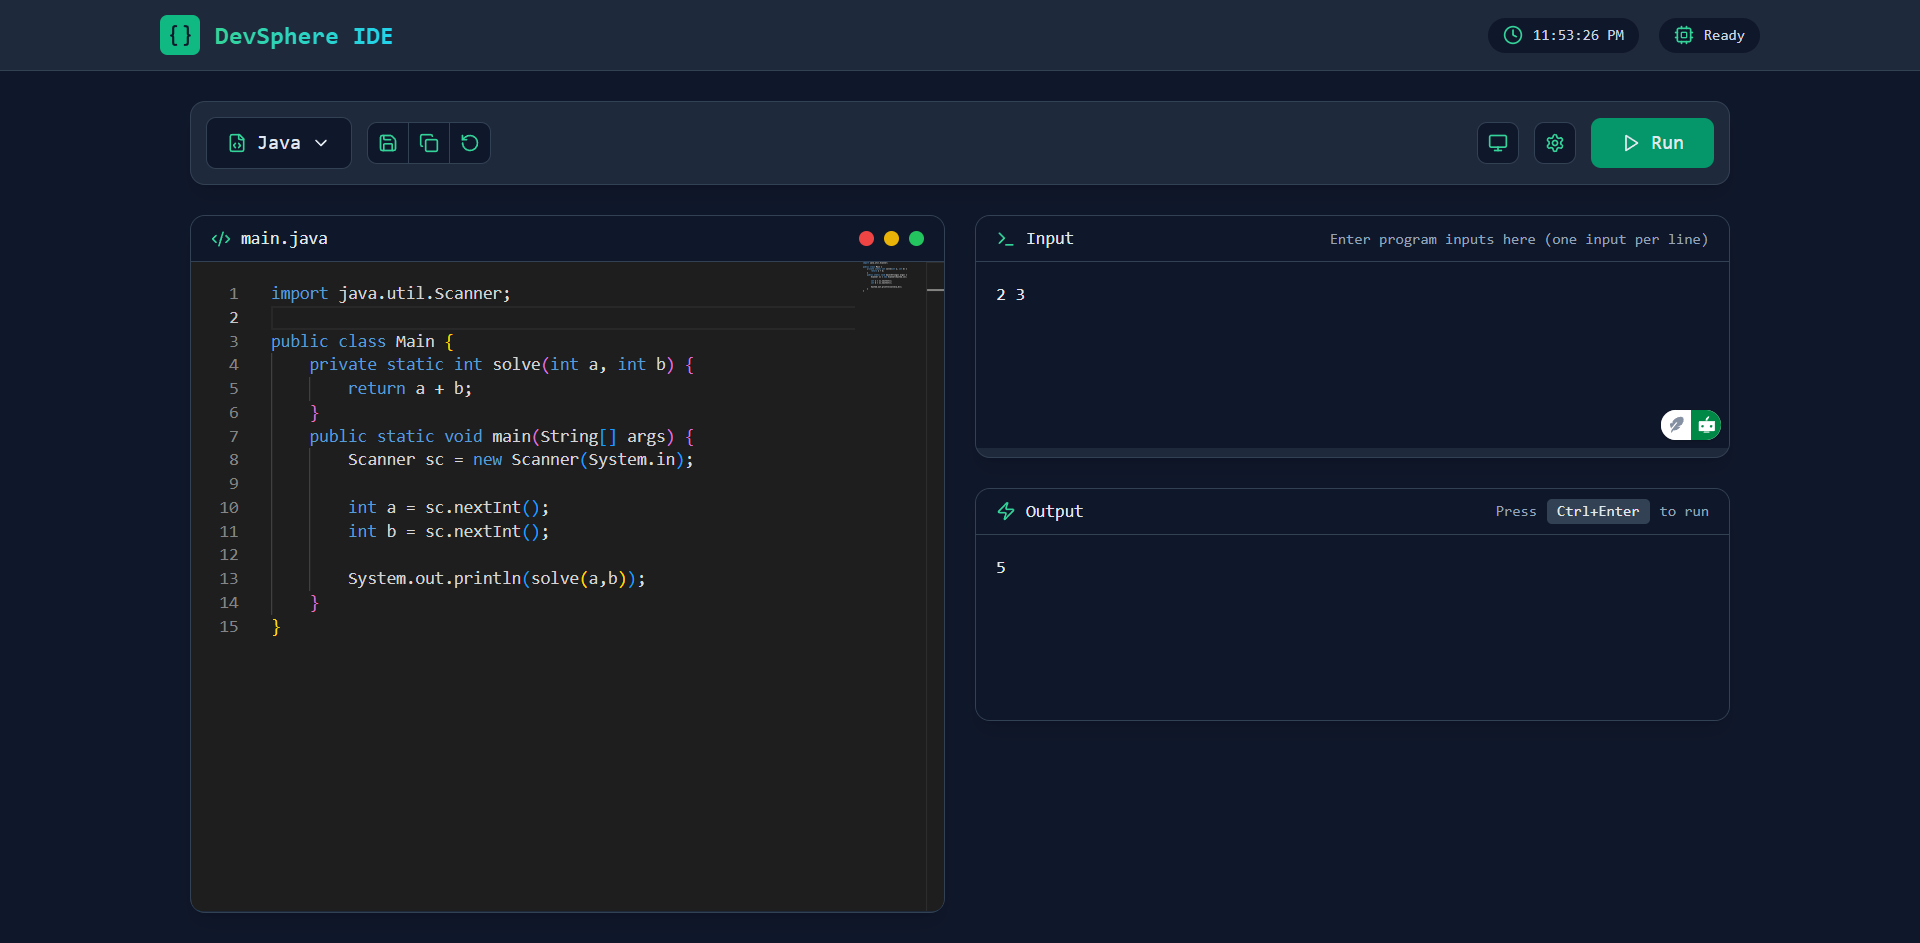 {} DevSphere IDE
11:53:26 PM
Ready
Java
Run
main.java
1 import java.util.Scanner;
2
3 public class Main {
4     private static int solve(int a, int b) {
5         return a + b;
6     }
7     public static void main(String[] args) {
8         Scanner sc = new Scanner(System.in);
9
10         int a = sc.nextInt();
11         int b = sc.nextInt();
12
13         System.out.println(solve(a,b));
14     }
15 }
Input
Enter program inputs here (one input per line)
2 3
Output
Press Ctrl+Enter to run
5